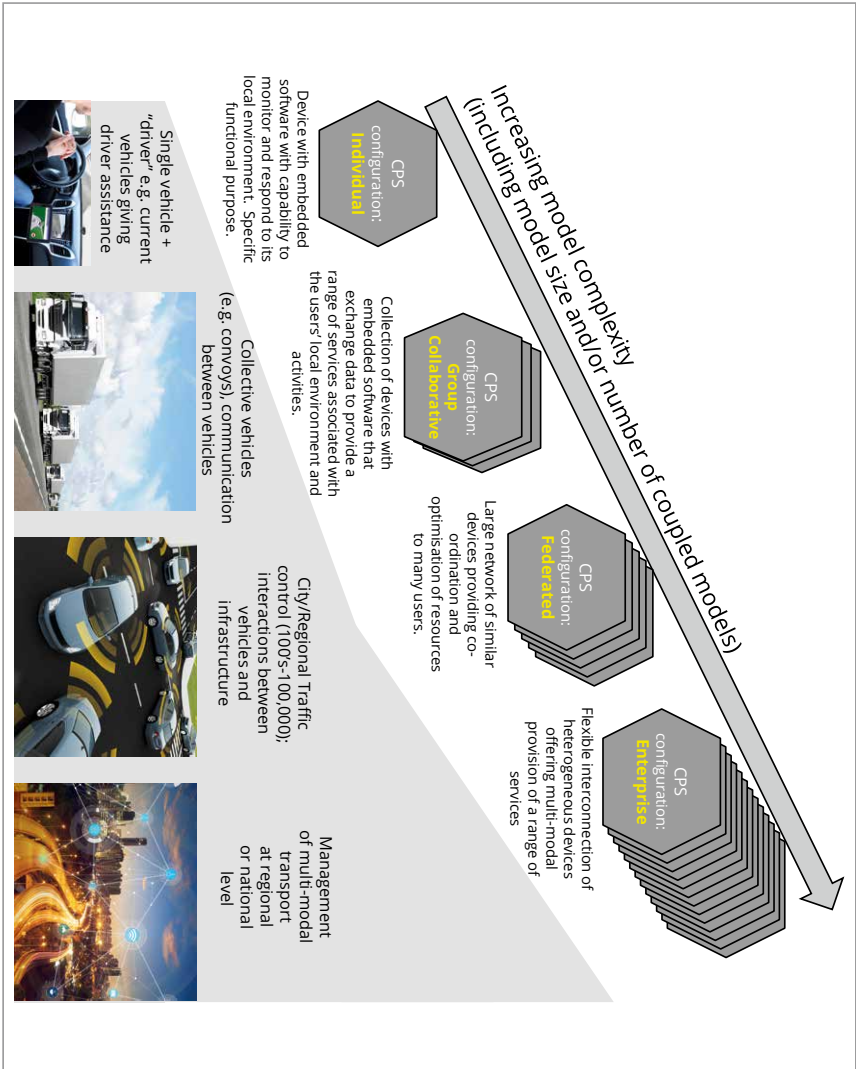 Increasing model complexity
(including model size and/or number of coupled models)
CPS
configuration:
Individual
Device with embedded
software with capability to
monitor and respond to its
local environment. Specific
functional purpose.
CPS
configuration:
Group
Collaborative
Collection of devices with
embedded software that
exchange data to provide a
range of services associated with
the users' local environment and
activities.
CPS
configuration:
Federated
Large network of similar
devices providing co-
ordination and
optimisation of resources
to many users.
CPS
configuration:
Enterprise
Flexible interconnection of
heterogeneous devices
offering multi-modal
provision of a range of
services
Single vehicle +
“driver” e.g. current
vehicles giving
driver assistance
Collective vehicles
(e.g. convoys), communication
between vehicles
City/Regional Traffic
control (100's-100,000);
interactions between
vehicles and
infrastructure
Management
of multi-modal
transport
at regional
or national
level